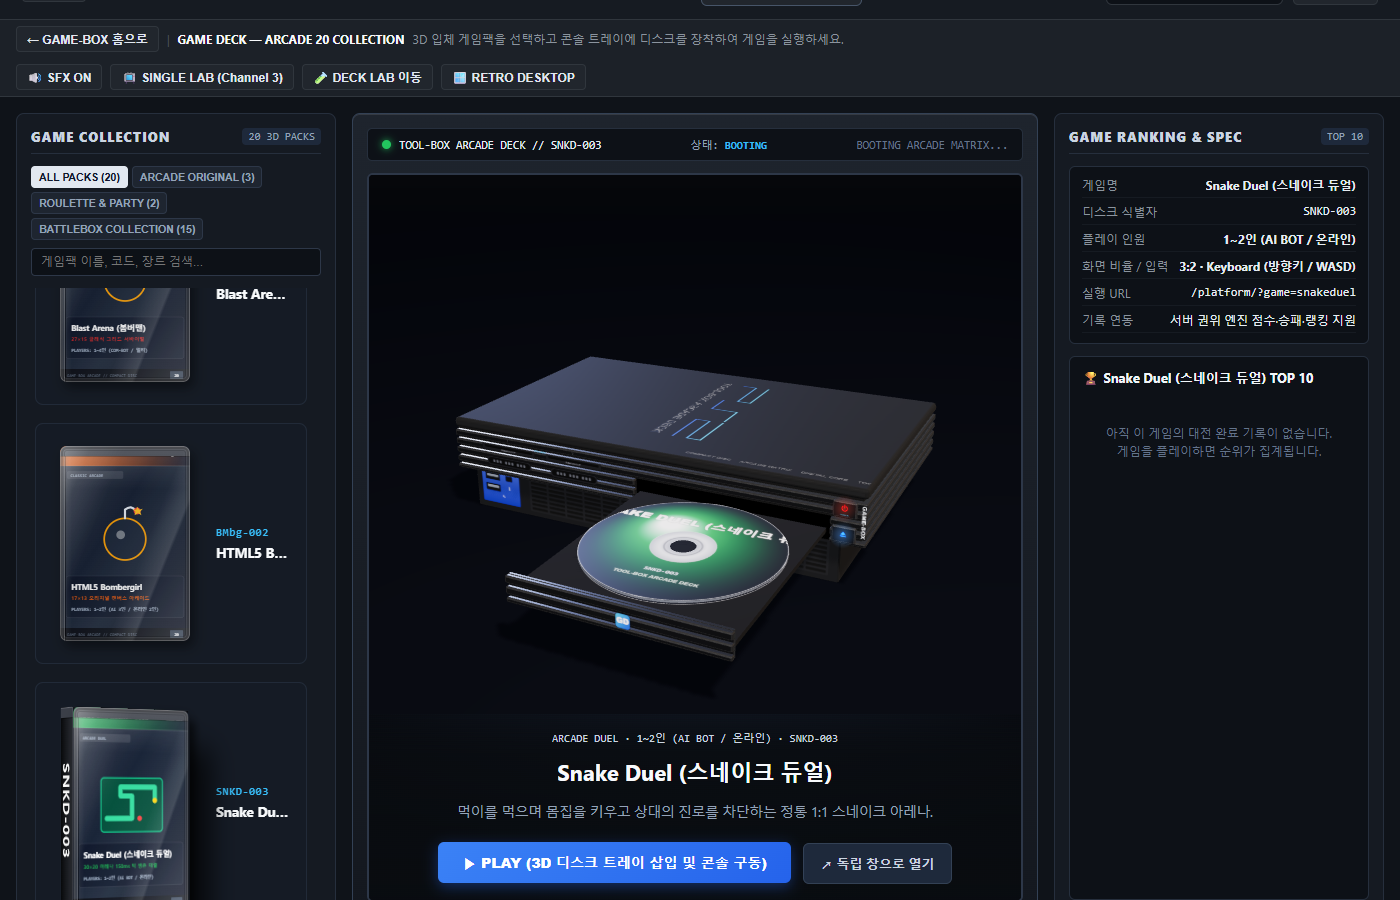 ← GAME-BOX 홈으로 | GAME DECK — ARCADE 20 COLLECTION 3D 입체 게임팩을 선택하고 콘솔 트레이에 디스크를 장착하여 게임을 실행하세요.
SFX ON
SINGLE LAB (Channel 3)
DECK LAB 이동
RETRO DESKTOP
GAME COLLECTION
20 3D PACKS
ALL PACKS (20)
ARCADE ORIGINAL (3)
ROULETTE & PARTY (2)
BATTLEBOX COLLECTION (15)
게임팩 이름, 코드, 장르 검색...
Blast Arena (봄버맨)
Blast Are...
CLASSIC ARCADE
HTML5 Bombergirl
BMbg-002
HTML5 B...
ARCADE DUEL
SNKD-003
Snake Duel (스네이크 듀얼)
SNKD-003
Snake Du...
TOOL-BOX ARCADE DECK // SNKD-003
상태: BOOTING
BOOTING ARCADE MATRIX...
GAME-BOX
SNKD-003
TOOL-BOX ARCADE DECK
GD
ARCADE DUEL · 1~2인 (AI BOT / 온라인) · SNKD-003
Snake Duel (스네이크 듀얼)
먹이를 먹으며 몸집을 키우고 상대의 진로를 차단하는 정통 1:1 스네이크 아레나.
▶ PLAY (3D 디스크 트레이 삽입 및 콘솔 구동)
↗ 독립 창으로 열기
GAME RANKING & SPEC
TOP 10
게임명 Snake Duel (스네이크 듀얼)
디스크 식별자 SNKD-003
플레이 인원 1~2인 (AI BOT / 온라인)
화면 비율 / 입력 3:2 · Keyboard (방향키 / WASD)
실행 URL /platform/?game=snakeduel
기록 연동 서버 권위 엔진 점수·승패·랭킹 지원
Snake Duel (스네이크 듀얼) TOP 10
아직 이 게임의 대전 완료 기록이 없습니다.
게임을 플레이하면 순위가 집계됩니다.